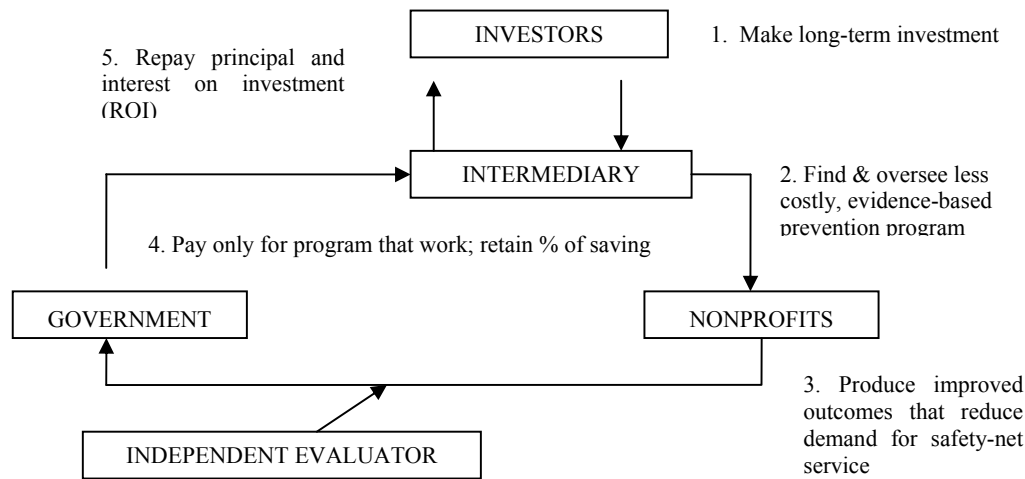 INVESTORS
1. Make long-term investment
5. Repay principal and
interest on investment
(ROI)
INTERMEDIARY
2. Find & oversee less
costly, evidence-based
prevention program
4. Pay only for program that work; retain % of saving
GOVERNMENT
NONPROFITS
3. Produce improved
outcomes that reduce
demand for safety-net
service
INDEPENDENT EVALUATOR